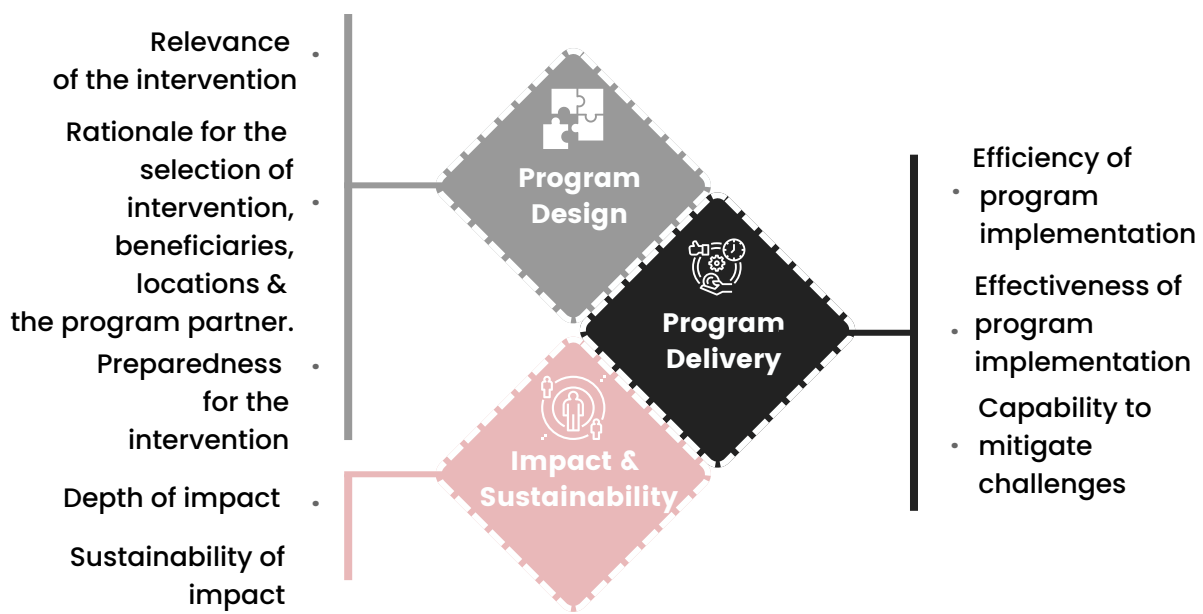 Relevance
of the intervention
Rationale for the
selection of
intervention,
beneficiaries,
locations &
the program partner.
Preparedness
for the
intervention
Program
Design
Efficiency of
program
implementation
Effectiveness of
program
implementation
Capability to
mitigate
challenges
Program
Delivery
Depth of impact
Sustainability of
impact
Impact &
Sustainability